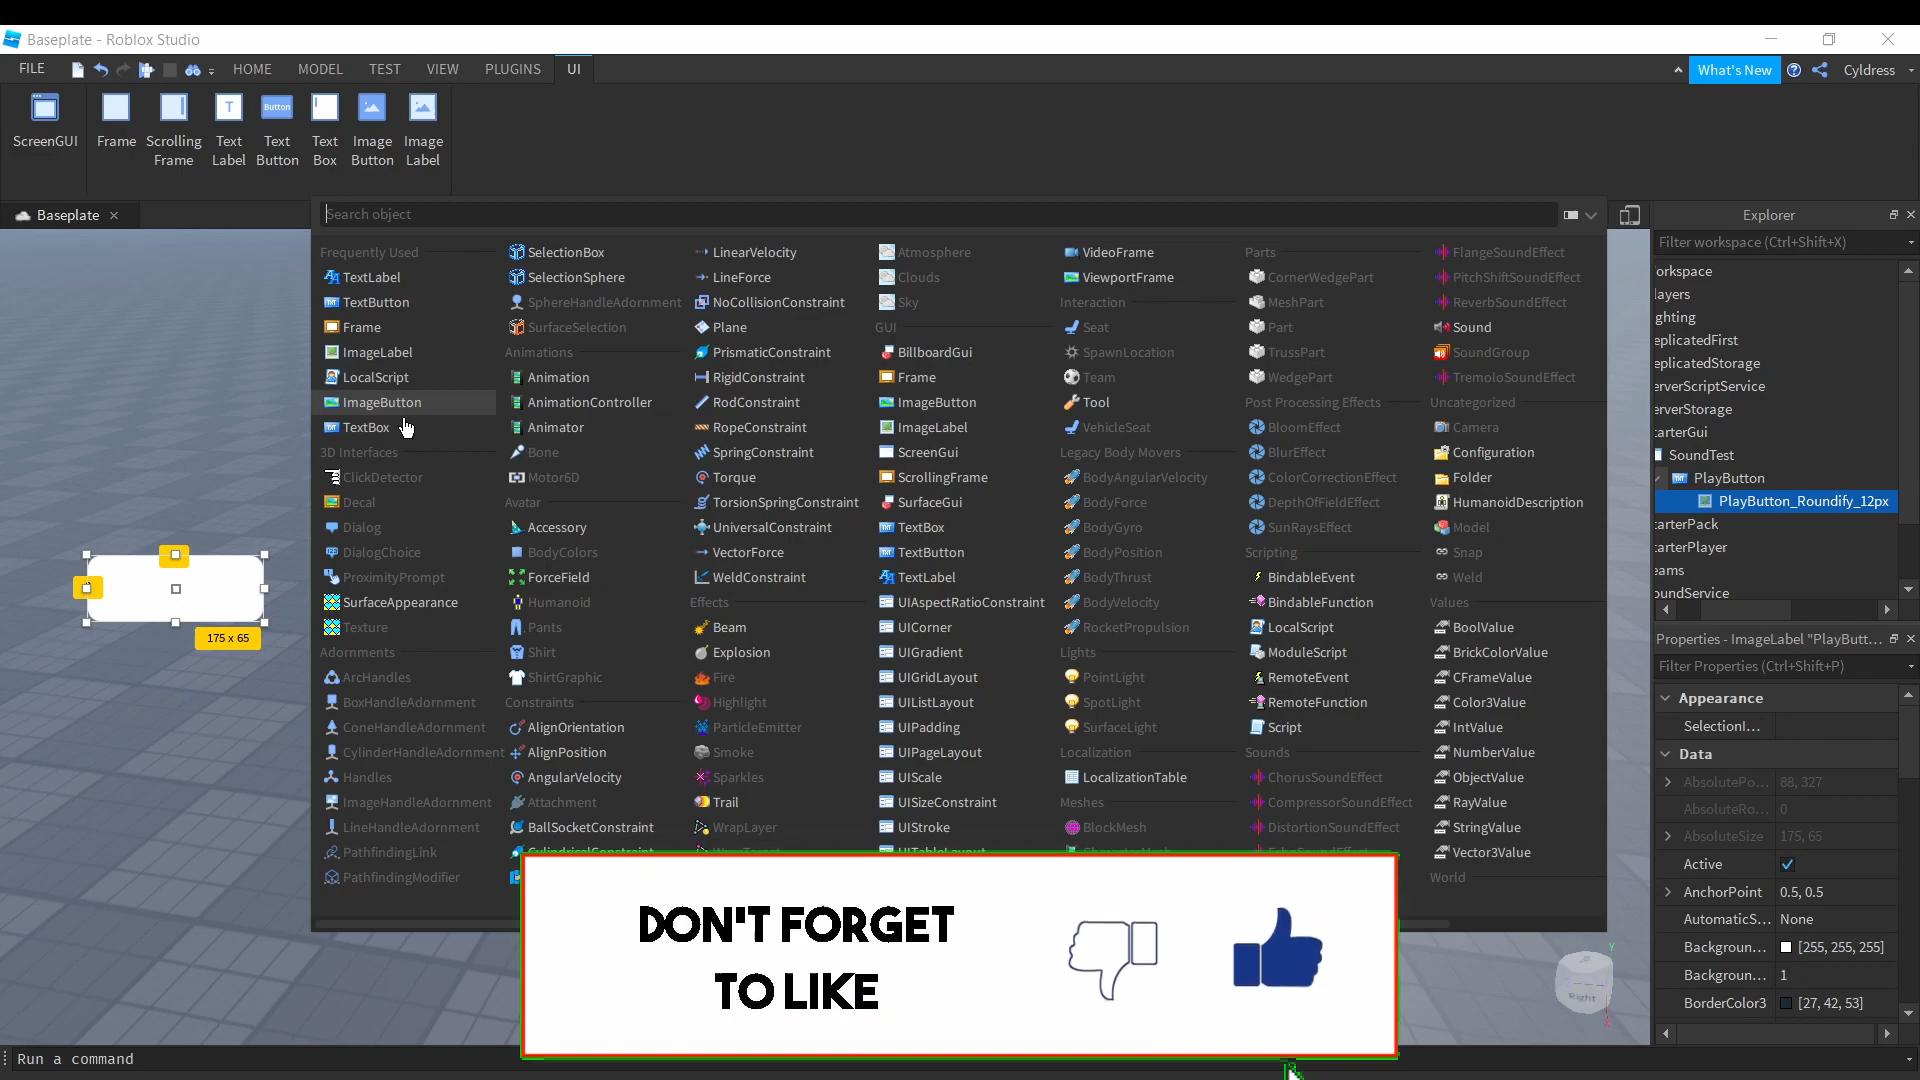 Baseplate - Roblox Studio
FILE
HOME
MODEL
TEST
VIEW
PLUGINS
UI
What's New
Cyldress
ScreenGUI
Frame
Scrolling
Frame
Text
Label
Text
Button
Text
Box
Image
Button
Image
Label
Baseplate
Search object
Frequently Used
TextLabel
TextButton
Frame
ImageLabel
LocalScript
ImageButton
TextBox
3D Interfaces
ClickDetector
Decal
Dialog
DialogChoice
ProximityPrompt
SurfaceAppearance
Texture
Adornments
ArcHandles
BoxHandleAdornment
ConeHandleAdornment
CylinderHandleAdornment
Handles
ImageHandleAdornment
LineHandleAdornment
PathfindingLink
PathfindingModifier
SelectionBox
SelectionSphere
SphereHandleAdornment
SurfaceSelection
Animations
Animation
AnimationController
Animator
Bone
Motor6D
Avatar
Accessory
BodyColors
ForceField
Humanoid
Pants
Shirt
ShirtGraphic
Constraints
AlignOrientation
AlignPosition
AngularVelocity
Attachment
BallSocketConstraint
CylindricalConstraint
LinearVelocity
LineForce
NoCollisionConstraint
Plane
PrismaticConstraint
RigidConstraint
RodConstraint
RopeConstraint
SpringConstraint
Torque
TorsionSpringConstraint
UniversalConstraint
VectorForce
WeldConstraint
Effects
Beam
Explosion
Fire
Highlight
ParticleEmitter
Smoke
Sparkles
Trail
WrapLayer
Atmosphere
Clouds
Sky
GUI
BillboardGui
Frame
ImageButton
ImageLabel
ScreenGui
ScrollingFrame
SurfaceGui
TextBox
TextButton
TextLabel
UIAspectRatioConstraint
UICorner
UIGradient
UIGridLayout
UIListLayout
UIPadding
UIPageLayout
UIScale
UISizeConstraint
UIStroke
UITableLayout
VideoFrame
ViewportFrame
Interaction
Seat
SpawnLocation
Team
Tool
VehicleSeat
Legacy Body Movers
BodyAngularVelocity
BodyForce
BodyGyro
BodyPosition
BodyThrust
BodyVelocity
RocketPropulsion
Lights
PointLight
SpotLight
SurfaceLight
Localization
LocalizationTable
Meshes
BlockMesh
Parts
CornerWedgePart
MeshPart
Part
TrussPart
WedgePart
Post Processing Effects
BloomEffect
BlurEffect
ColorCorrectionEffect
DepthOfFieldEffect
SunRaysEffect
Scripting
BindableEvent
BindableFunction
LocalScript
ModuleScript
RemoteEvent
RemoteFunction
Script
Sounds
ChorusSoundEffect
CompressorSoundEffect
DistortionSoundEffect
FlangeSoundEffect
PitchShiftSoundEffect
ReverbSoundEffect
Sound
SoundGroup
TremoloSoundEffect
Uncategorized
Camera
Configuration
Folder
HumanoidDescription
Model
Snap
Weld
Values
BoolValue
BrickColorValue
CFrameValue
Color3Value
IntValue
NumberValue
ObjectValue
RayValue
StringValue
Vector3Value
World
175 x 65
DON'T FORGET
TO LIKE
Right
Explorer
Filter workspace (Ctrl+Shift+X)
orkspace
layers
ghting
eplicatedFirst
eplicatedStorage
erverScriptService
erverStorage
arterGui
SoundTest
PlayButton
PlayButton_Roundify_12px
arterPack
arterPlayer
eams
oundService
Properties - ImageLabel "PlayButt...
Filter Properties (Ctrl+Shift+P)
Appearance
SelectionI...
Data
AbsolutePo... 88, 327
AbsoluteRo... 0
AbsoluteSize 175, 65
Active
AnchorPoint 0.5, 0.5
AutomaticS... None
Backgroun... [255, 255, 255]
Backgroun... 1
BorderColor3 [27, 42, 53]
Run a command